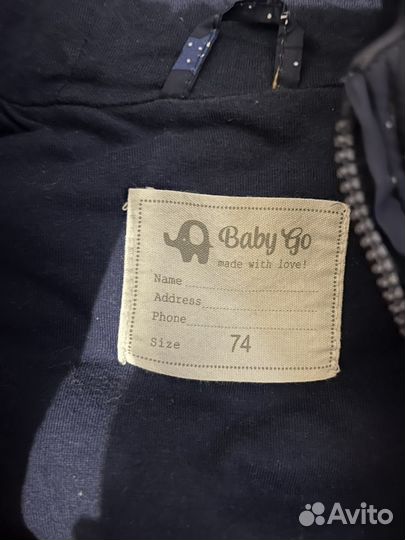 Baby Go
made with love!
Name
Address
Phone
Size 74
Avito